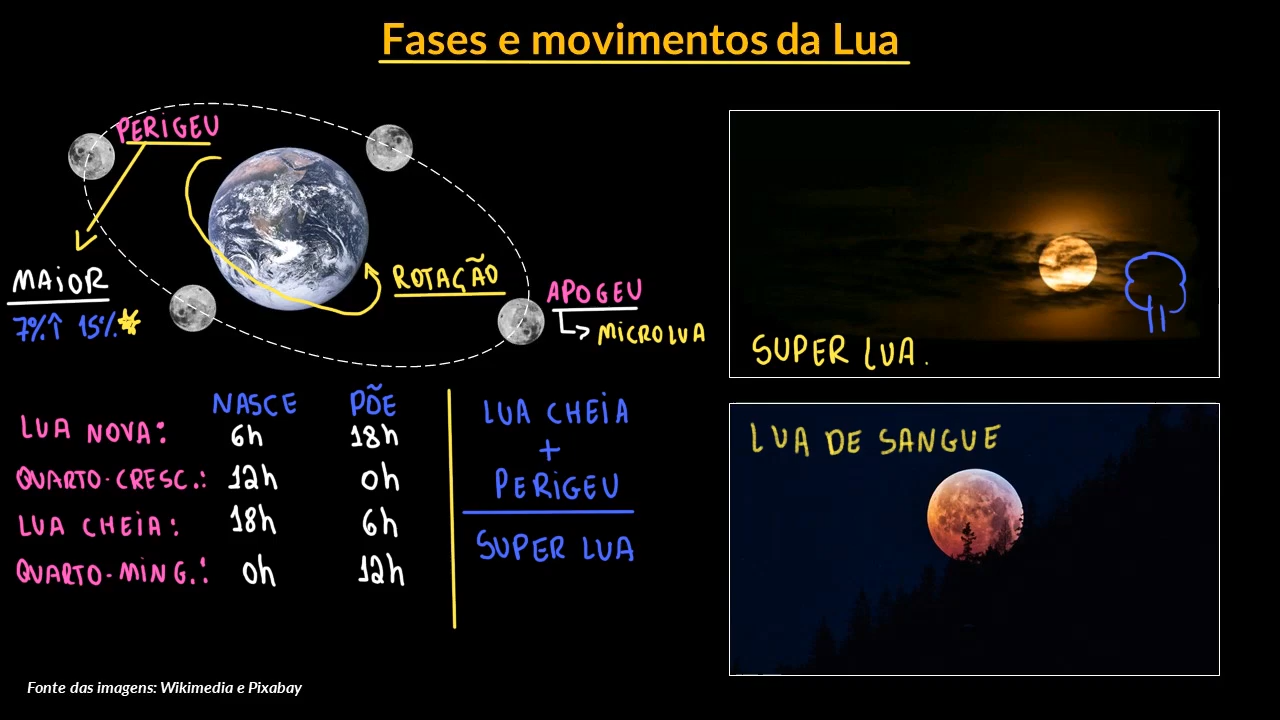 Fases e movimentos da Lua
PERIGEU
MAIOR
7%↑ 15%
ROTAÇÃO
APOGEU
MICROLUA
SUPER LUA.
NASCE PÕE
LUA NOVA: 6h 18h
QUARTO-CRESC.: 12h 0h
LUA CHEIA: 18h 6h
QUARTO-MING.: 0h 12h
LUA CHEIA
+
PERIGEU
SUPER LUA
LUA DE SANGUE
Fonte das imagens: Wikimedia e Pixabay